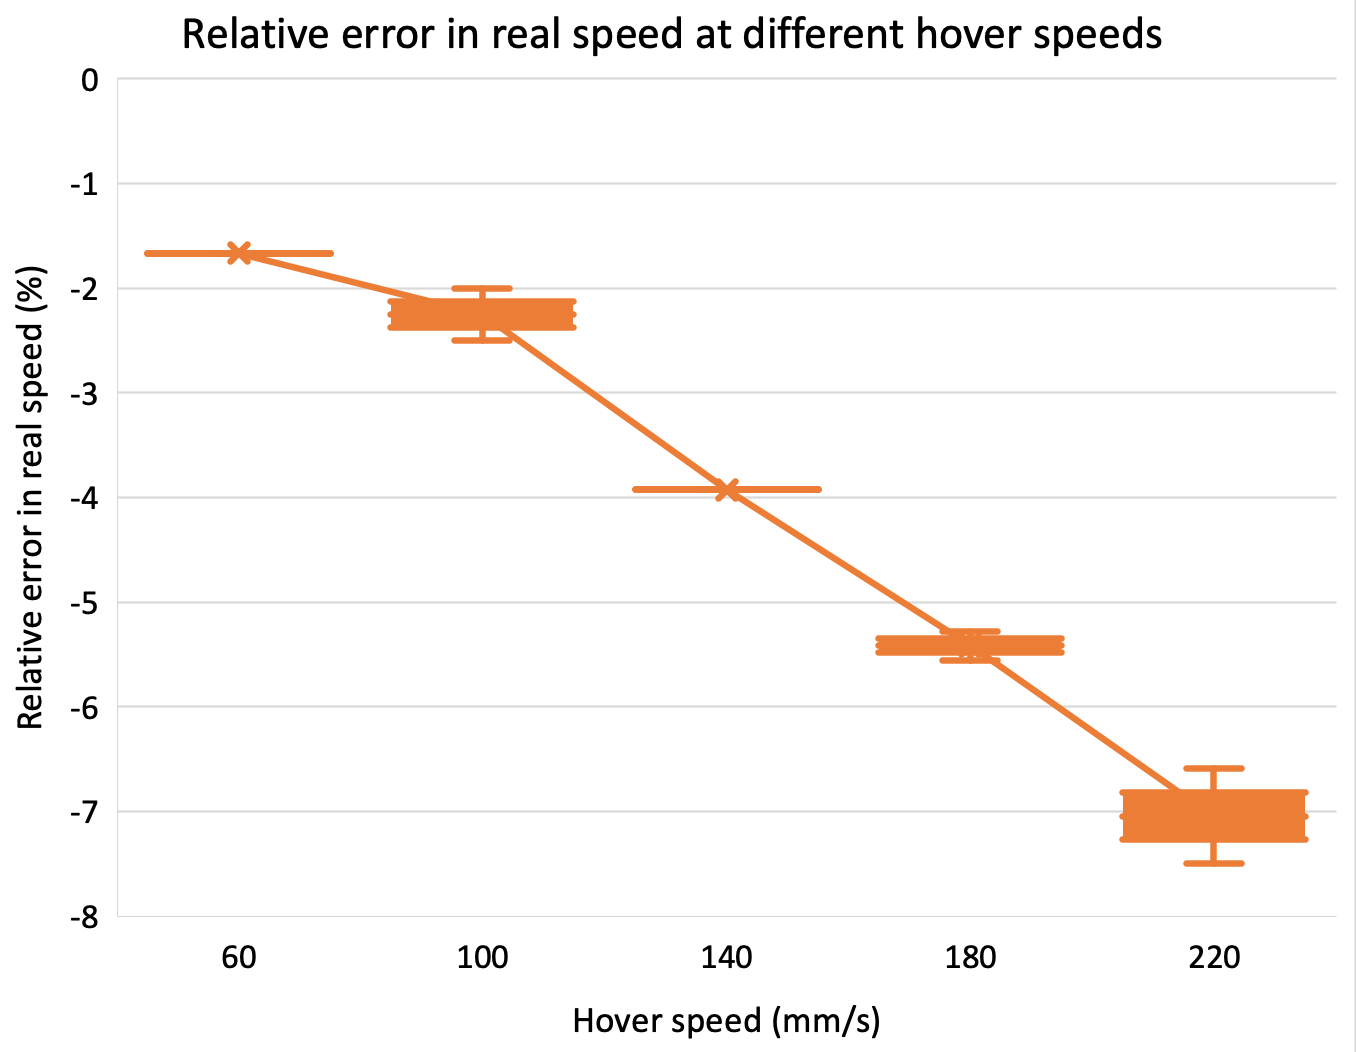 Relative error in real speed at different hover speeds
0
-1
-2
-3
-4
-5
-6
-7
-8
Relative error in real speed (%)
60 100 140 180 220
Hover speed (mm/s)